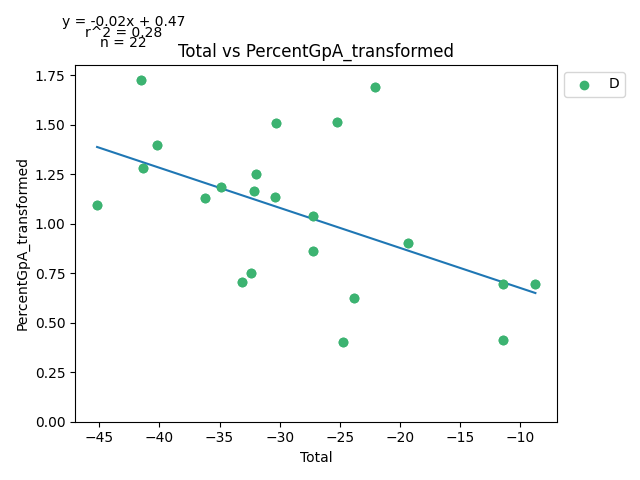 y = -0.02x + 0.47
r^2 = 0.28
n = 22
Total vs PercentGpA_transformed
D
PercentGpA_transformed
1.75
1.50
1.25
1.00
0.75
0.50
0.25
0.00
−45 −40 −35 −30 −25 −20 −15 −10
Total